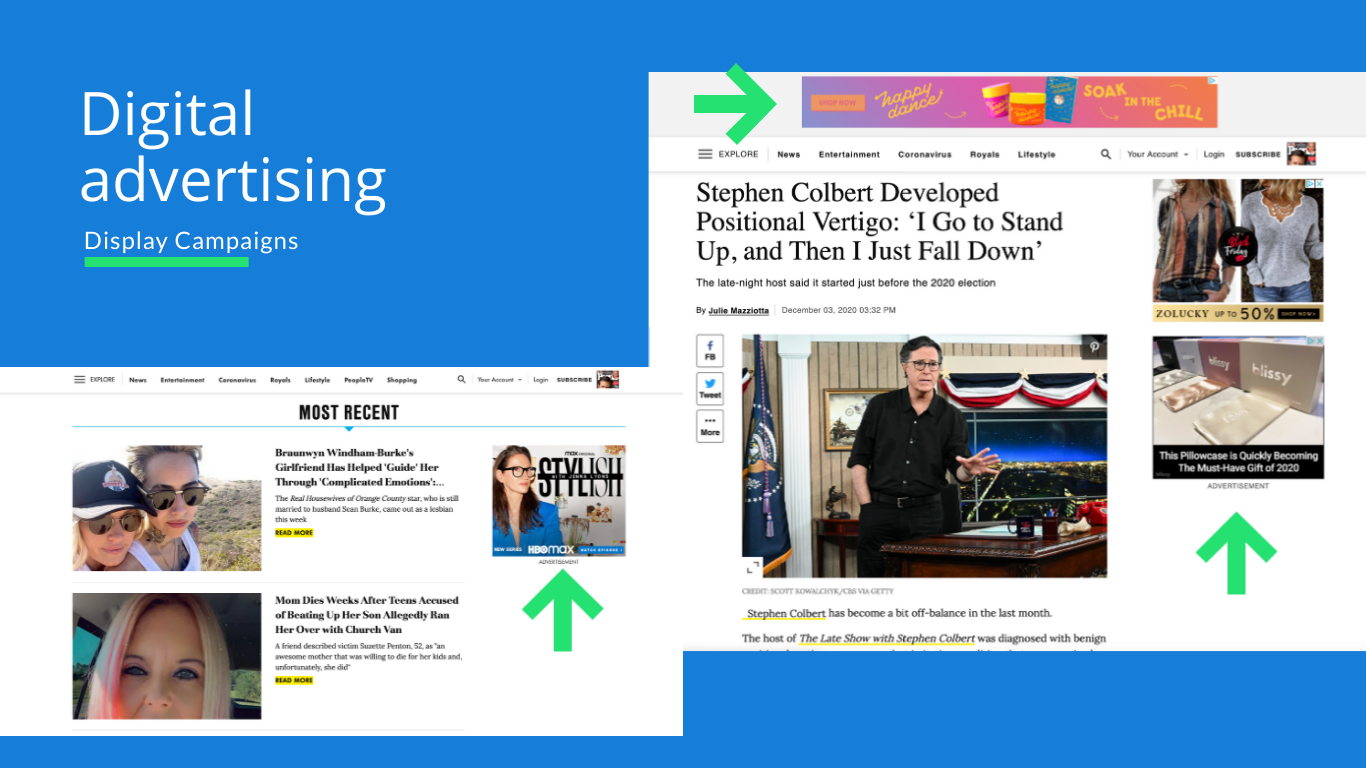 Digital
advertising
Display Campaigns
SHOP NOW
happy
dance
SOAK
IN THE
CHILL
EXPLORE News Entertainment Coronavirus Royals Lifestyle Your Account Login SUBSCRIBE
Stephen Colbert Developed
Positional Vertigo: ‘I Go to Stand
Up, and Then I Just Fall Down’
The late-night host said it started just before the 2020 election
By Julie Mazziotta December 03, 2020 03:32 PM
FB
Tweet
More
CREDIT: SCOTT KOWALCHYK/CBS VIA GETTY
Stephen Colbert has become a bit off-balance in the last month.
The host of The Late Show with Stephen Colbert was diagnosed with benign
Friday
ZOLUCKY UP TO 50% SHOP NOW>
blissy
blissy
This Pillowcase is Quickly Becoming
The Must-Have Gift of 2020
ADVERTISEMENT
EXPLORE News Entertainment Coronavirus Royals Lifestyle PeopleTV Shopping Your Account Login SUBSCRIBE
MOST RECENT
Braunwyn Windham-Burke's
Girlfriend Has Helped 'Guide' Her
Through 'Complicated Emotions':...
The Real Housewives of Orange County star, who is still
married to husband Sean Burke, came out as a lesbian
this week
READ MORE
Mom Dies Weeks After Teens Accused
of Beating Up Her Son Allegedly Ran
Her Over with Church Van
A friend described victim Suzette Penton, 52, as "an
awesome mother that was willing to die for her kids and,
unfortunately, she did"
READ MORE
max ORIGINAL
STYLISH
WITH JENNA LYONS
NEW SERIES HBOmax WATCH EPISODE 1
ADVERTISEMENT